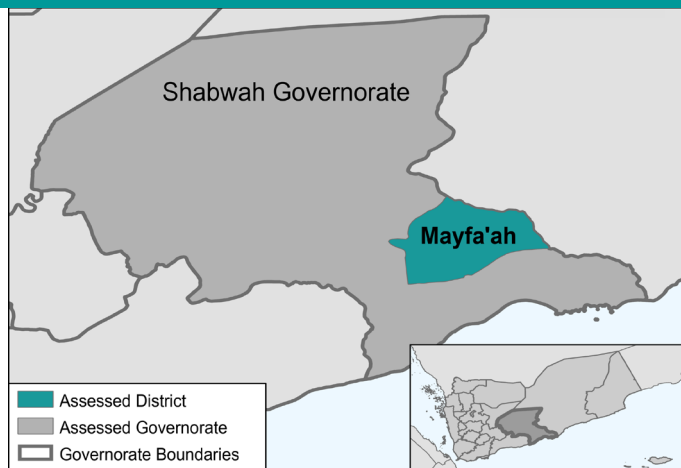 Shabwah Governorate
Mayfa'ah
Assessed District
Assessed Governorate
Governorate Boundaries